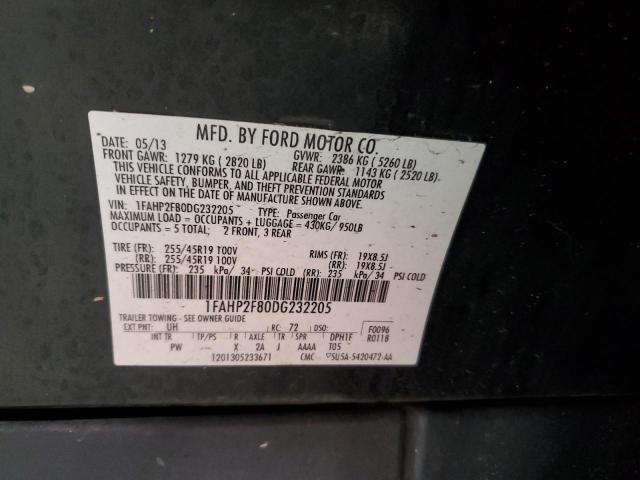 MFD. BY FORD MOTOR CO.
DATE: 05/13 GVWR: 2386 KG ( 5260 LB)
FRONT GAWR: 1279 KG ( 2820 LB) REAR GAWR: 1143 KG ( 2520 LB)
THIS VEHICLE CONFORMS TO ALL APPLICABLE FEDERAL MOTOR
VEHICLE SAFETY, BUMPER, AND THEFT PREVENTION STANDARDS
IN EFFECT ON THE DATE OF MANUFACTURE SHOWN ABOVE.
VIN: 1FAHP2F80DG232205 TYPE: Passenger Car
MAXIMUM LOAD = OCCUPANTS + LUGGAGE = 430KG/ 950LB
OCCUPANTS = 5 TOTAL; 2 FRONT, 3 REAR
TIRE (FR): 255/45R19 100V RIMS (FR): 19X8.5J
(RR): 255/45R19 100V (RR): 19X8.5J
PRESSURE (FR): 235 kPa/ 34 PSI COLD (RR): 235 kPa/ 34 PSI COLD
1FAHP2F80DG232205
TRAILER TOWING - SEE OWNER GUIDE
EXT PNT: UH RC: 72 DSO: F0096
INT TR TP/PS R AXLE TR SPR DPH1F R0118
PW -- X 2A J AAAA T05
1201305233671 CMC 5U5A-5420472-AA